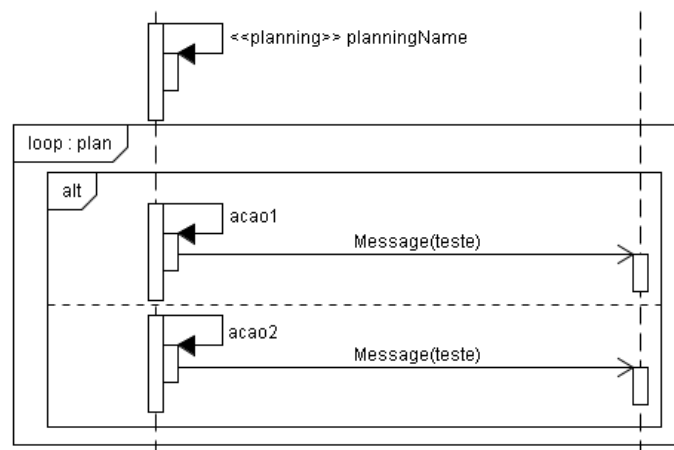 <<planning>> planningName
loop : plan
alt
acao1
Message(teste)
acao2
Message(teste)